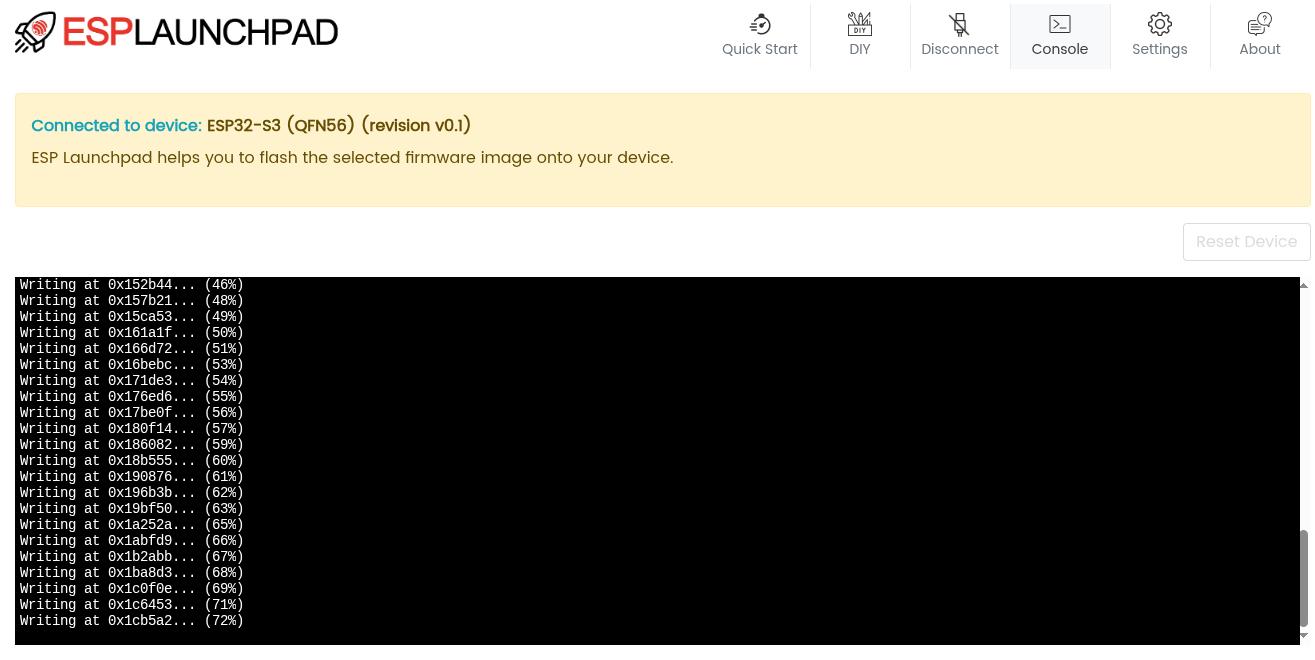 ESPLAUNCHPAD
Quick Start
DIY
DIY
Disconnect
Console
Settings
About
Connected to device: ESP32-S3 (QFN56) (revision v0.1)
ESP Launchpad helps you to flash the selected firmware image onto your device.
Reset Device
Writing at 0x152b44... (46%)
Writing at 0x157b21... (48%)
Writing at 0x15ca53... (49%)
Writing at 0x161a1f... (50%)
Writing at 0x166d72... (51%)
Writing at 0x16bebc... (53%)
Writing at 0x171de3... (54%)
Writing at 0x176ed6... (55%)
Writing at 0x17be0f... (56%)
Writing at 0x180f14... (57%)
Writing at 0x186082... (59%)
Writing at 0x18b555... (60%)
Writing at 0x190876... (61%)
Writing at 0x196b3b... (62%)
Writing at 0x19bf50... (63%)
Writing at 0x1a252a... (65%)
Writing at 0x1abfd9... (66%)
Writing at 0x1b2abb... (67%)
Writing at 0x1ba8d3... (68%)
Writing at 0x1c0f0e... (69%)
Writing at 0x1c6453... (71%)
Writing at 0x1cb5a2... (72%)